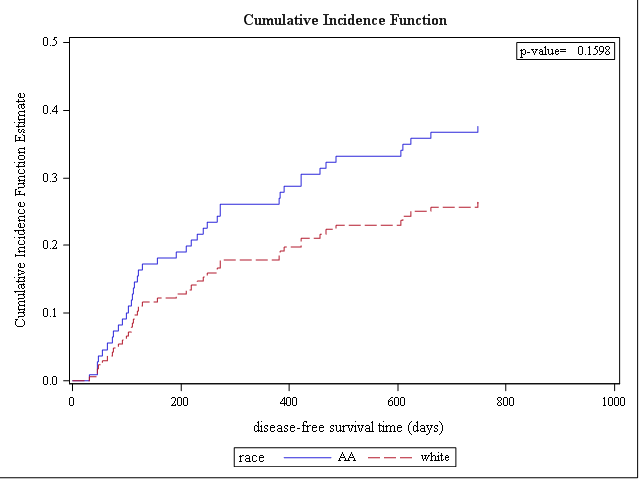 Cumulative Incidence Function
p-value= 0.1598
Cumulative Incidence Function Estimate
0.5
0.4
0.3
0.2
0.1
0.0
0 200 400 600 800 1000
disease-free survival time (days)
race AA white